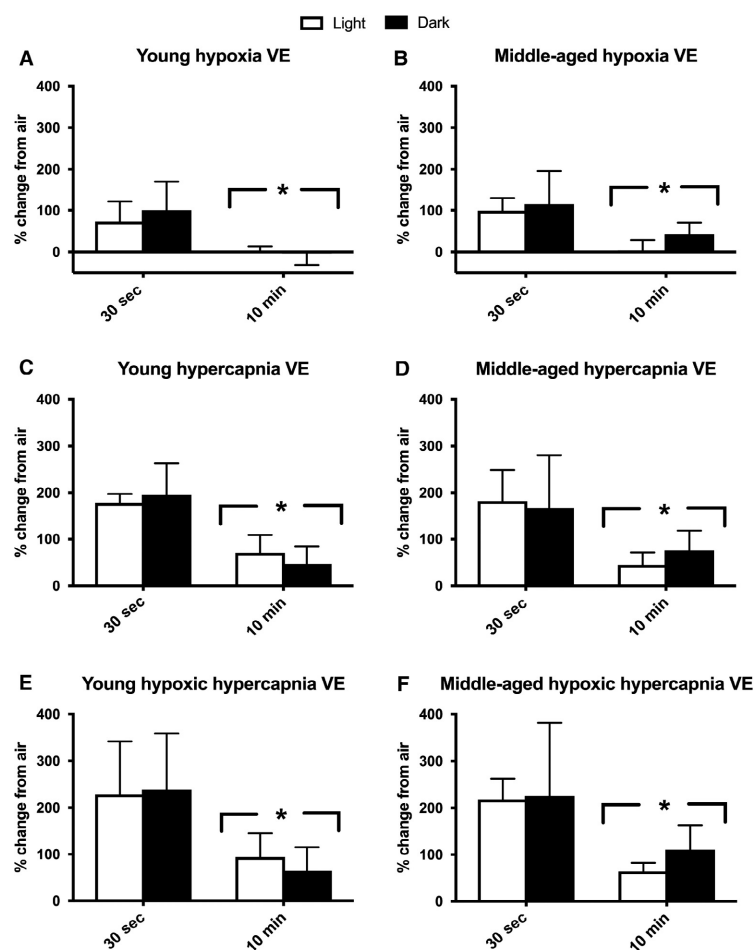 Light Dark
A Young hypoxia VE
% change from air
400
300
200
100
0
*
30 sec 10 min
B Middle-aged hypoxia VE
% change from air
400
300
200
100
0
*
30 sec 10 min
C Young hypercapnia VE
% change from air
400
300
200
100
0
*
30 sec 10 min
D Middle-aged hypercapnia VE
% change from air
400
300
200
100
0
*
30 sec 10 min
E Young hypoxic hypercapnia VE
% change from air
400
300
200
100
0
*
30 sec 10 min
F Middle-aged hypoxic hypercapnia VE
% change from air
400
300
200
100
0
*
30 sec 10 min